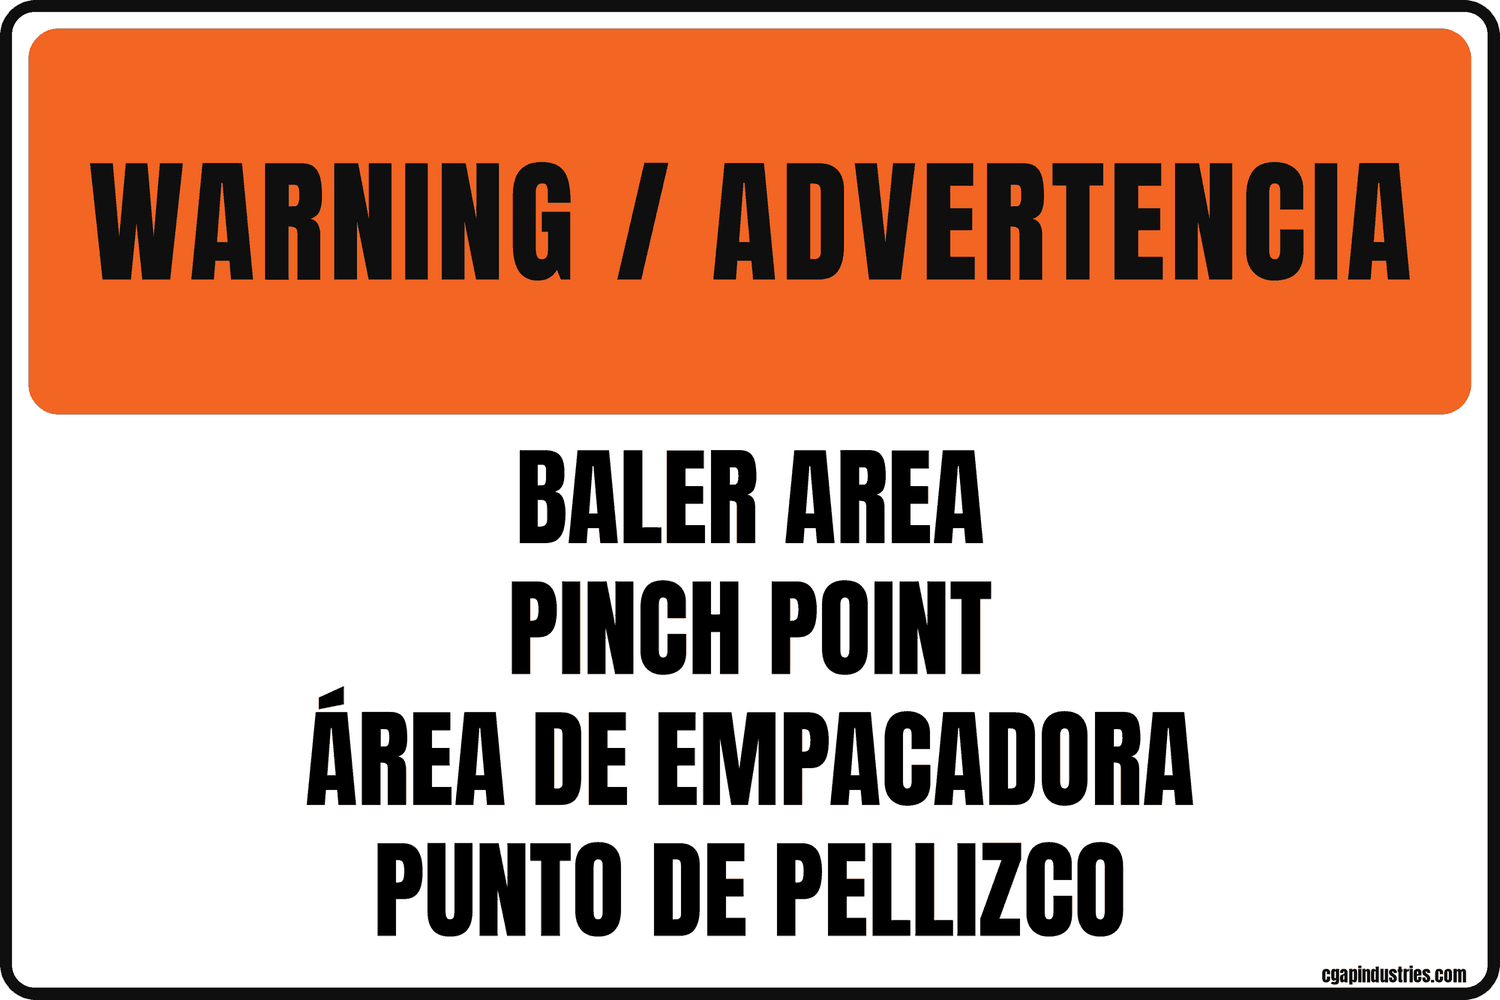 WARNING / ADVERTENCIA
BALER AREA
PINCH POINT
ÁREA DE EMPACADORA
PUNTO DE PELLIZCO
cgapindustries.com